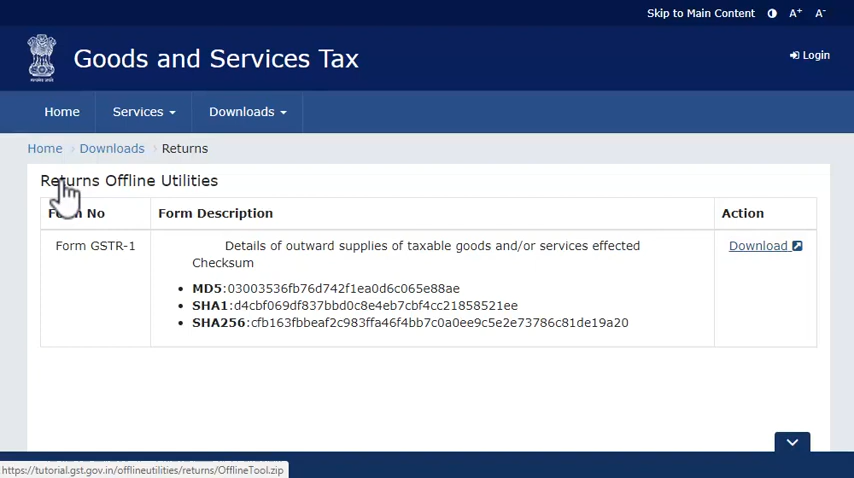 Skip to Main Content A+ A-
Goods and Services Tax
Login
Home Services Downloads
Home Downloads Returns
Returns Offline Utilities
Form No Form Description Action
Form GSTR-1 Details of outward supplies of taxable goods and/or services effected Download
Checksum
MD5:03003536fb76d742f1ea0d6c065e88ae
SHA1:d4cbf069df837bbd0c8e4eb7cbf4cc21858521ee
SHA256:cfb163fbbeaf2c983ffa46f4bb7c0a0ee9c5e2e73786c81de19a20
https://tutorial.gst.gov.in/offlineutilities/returns/OfflineTool.zip